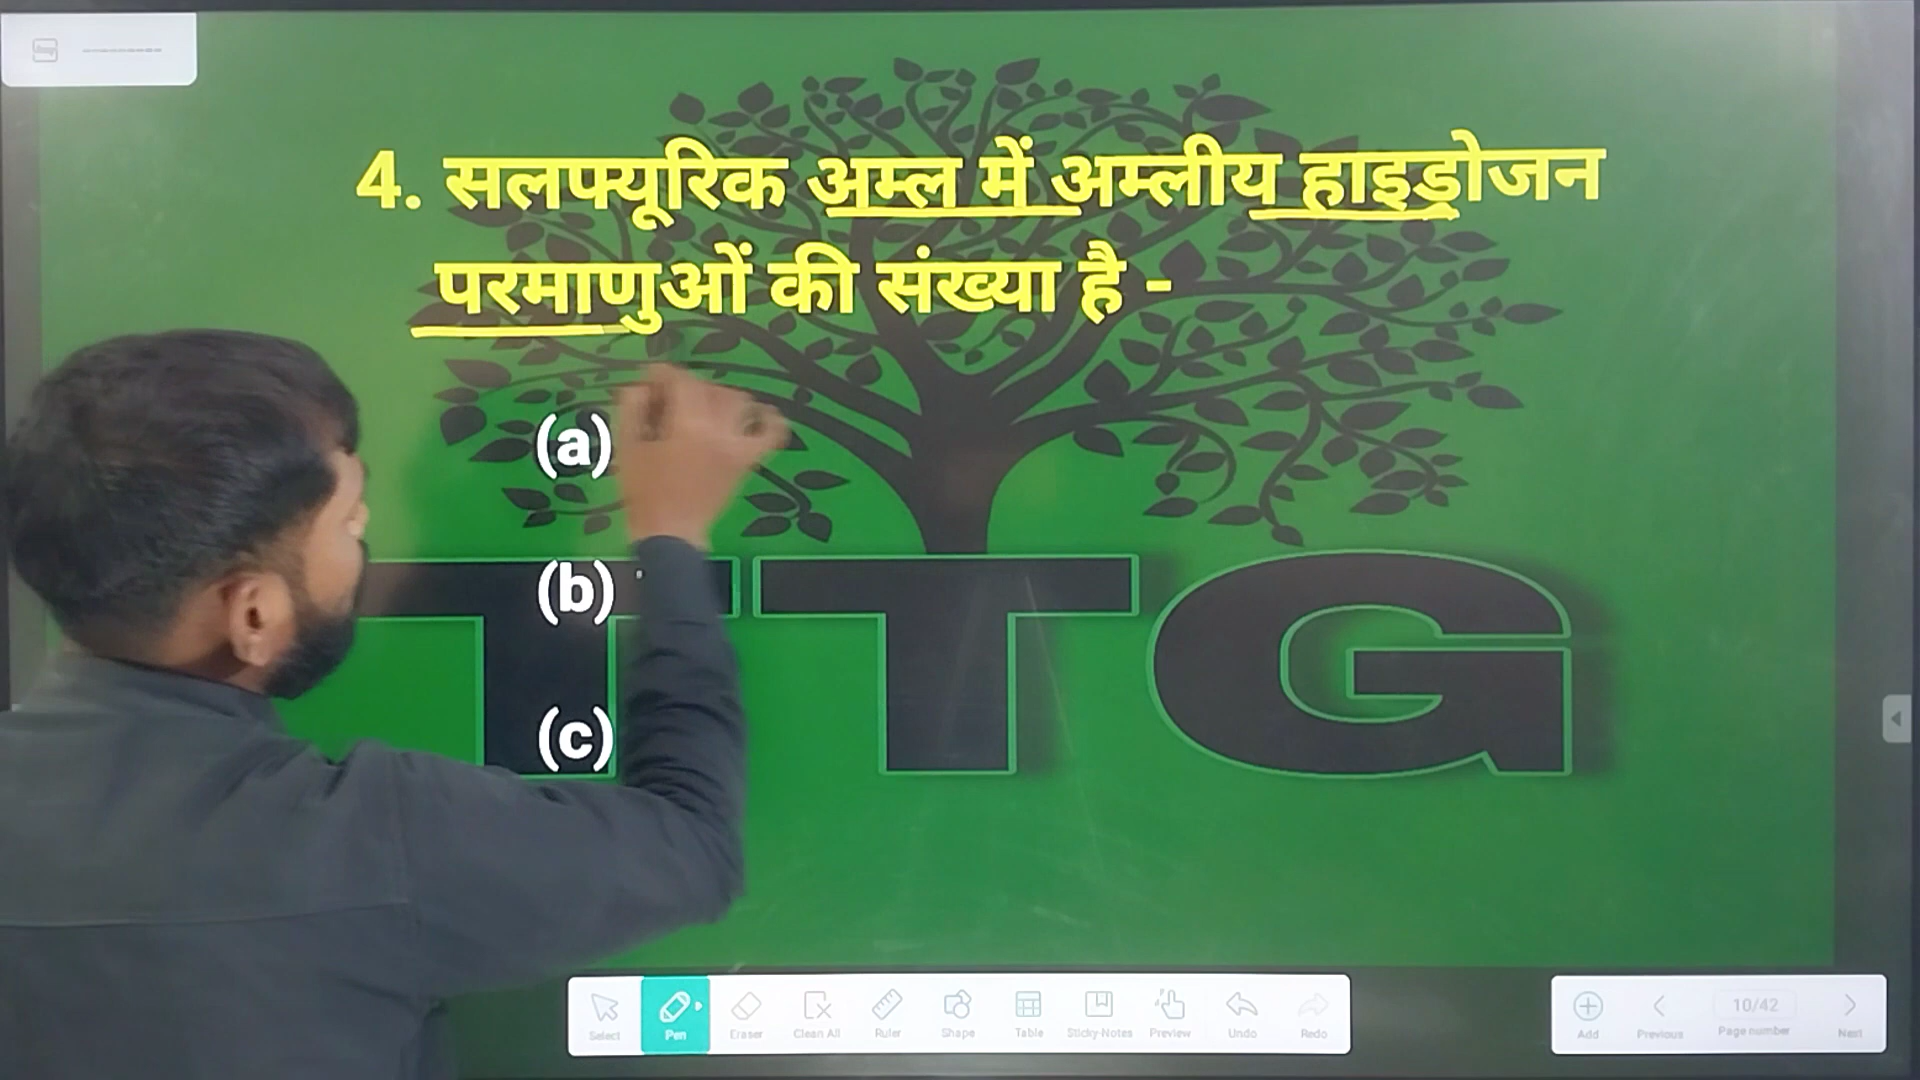 4. सलफ्यूरिक अम्ल में अम्लीय हाइड्रोजन
परमाणुओं की संख्या है -
(a)
(b)
(c)
TTG
Select
Pen
Eraser
Clean All
Ruler
Shape
Table
Sticky Notes
Preview
Undo
Redo
Add
Previous
10/42
Page number
Next